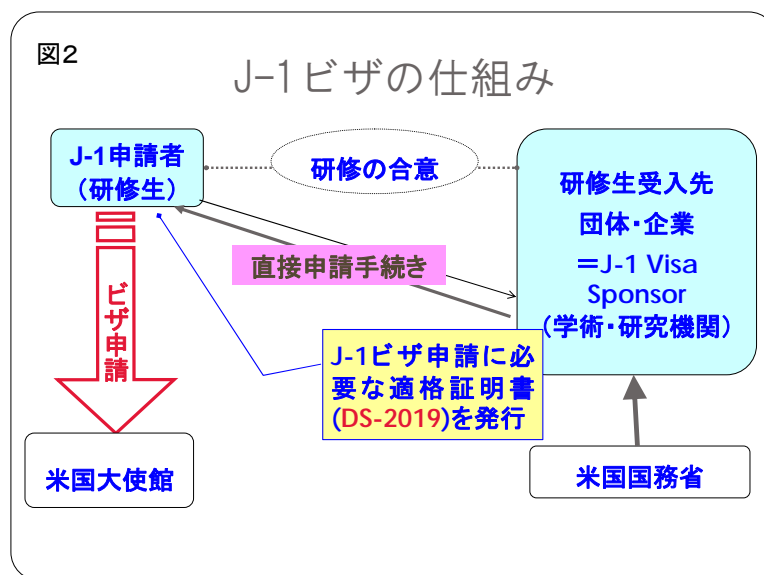 図2
J-1ビザの仕組み
J-1申請者
（研修生）
研修の合意
研修生受入先
団体・企業
＝J-1 Visa
Sponsor
（学術・研究機関）
直接申請手続き
ビザ申請
J-1ビザ申請に必
要な適格証明書
(DS-2019)を発行
米国大使館
米国国務省